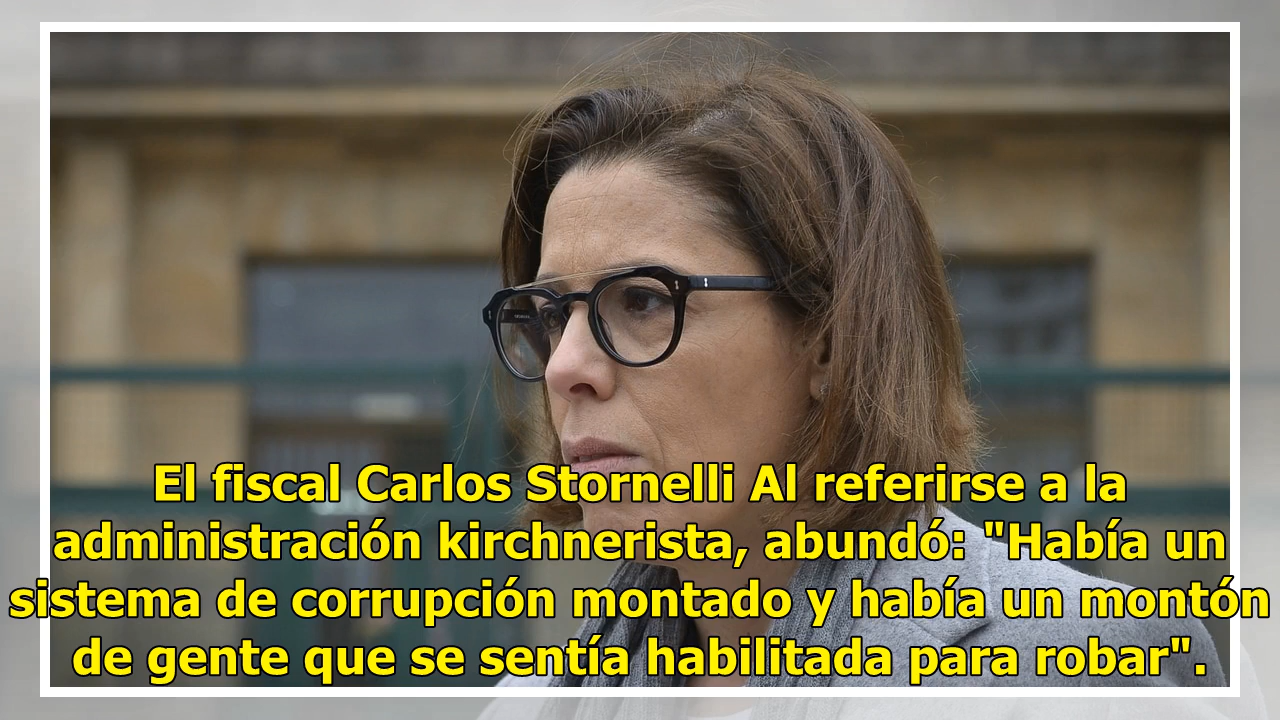 El fiscal Carlos Stornelli Al referirse a la
administración kirchnerista, abundó: "Había un
sistema de corrupción montado y había un montón
de gente que se sentía habilitada para robar".